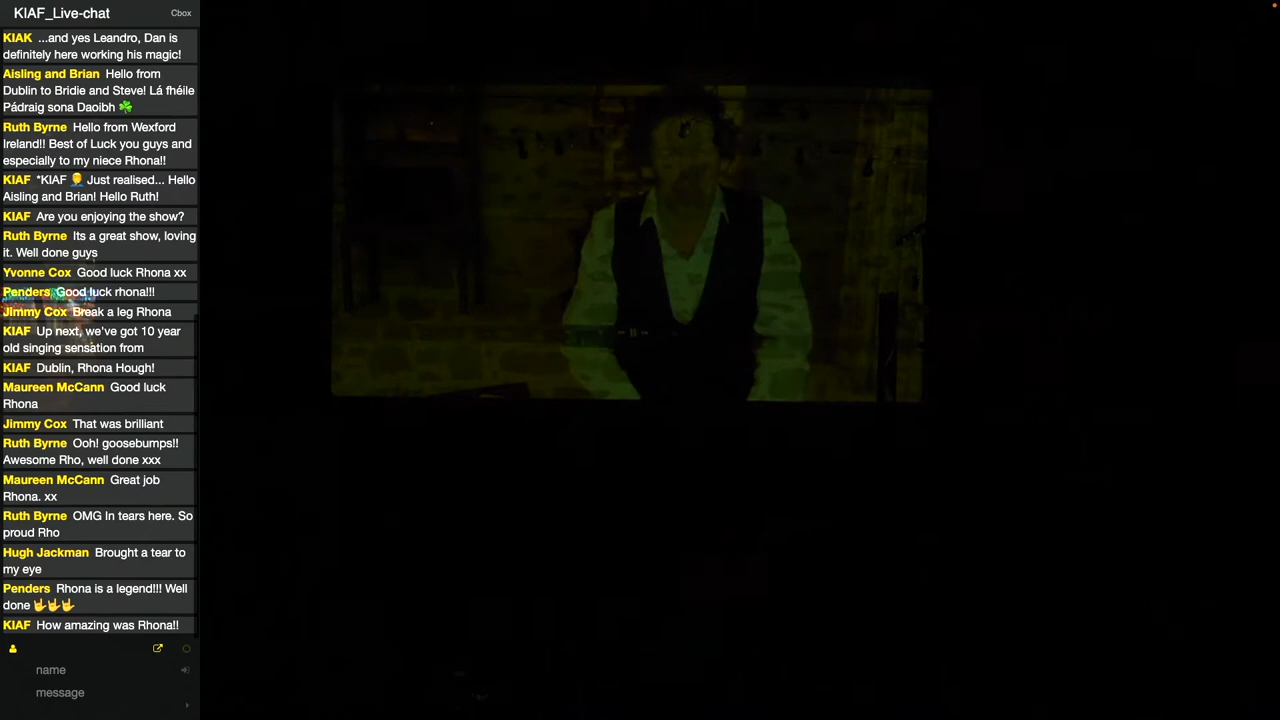 KIAF_Live-chat
Cbox
KIAK ...and yes Leandro, Dan is
definitely here working his magic!
Aisling and Brian Hello from
Dublin to Bridie and Steve! Lá fhéile
Pádraig sona Daoibh ☘️
Ruth Byrne Hello from Wexford
Ireland!! Best of Luck you guys and
especially to my niece Rhona!!
KIAF *KIAF 🤦 Just realised... Hello
Aisling and Brian! Hello Ruth!
KIAF Are you enjoying the show?
Ruth Byrne Its a great show, loving
it. Well done guys
Yvonne Cox Good luck Rhona xx
Penders Good luck rhona!!!
Jimmy Cox Break a leg Rhona
KIAF Up next, we've got 10 year
old singing sensation from
KIAF Dublin, Rhona Hough!
Maureen McCann Good luck
Rhona
Jimmy Cox That was brilliant
Ruth Byrne Ooh! goosebumps!!
Awesome Rho, well done xxx
Maureen McCann Great job
Rhona. xx
Ruth Byrne OMG In tears here. So
proud Rho
Hugh Jackman Brought a tear to
my eye
Penders Rhona is a legend!!! Well
done 🤟🤟🤟
KIAF How amazing was Rhona!!
name
message